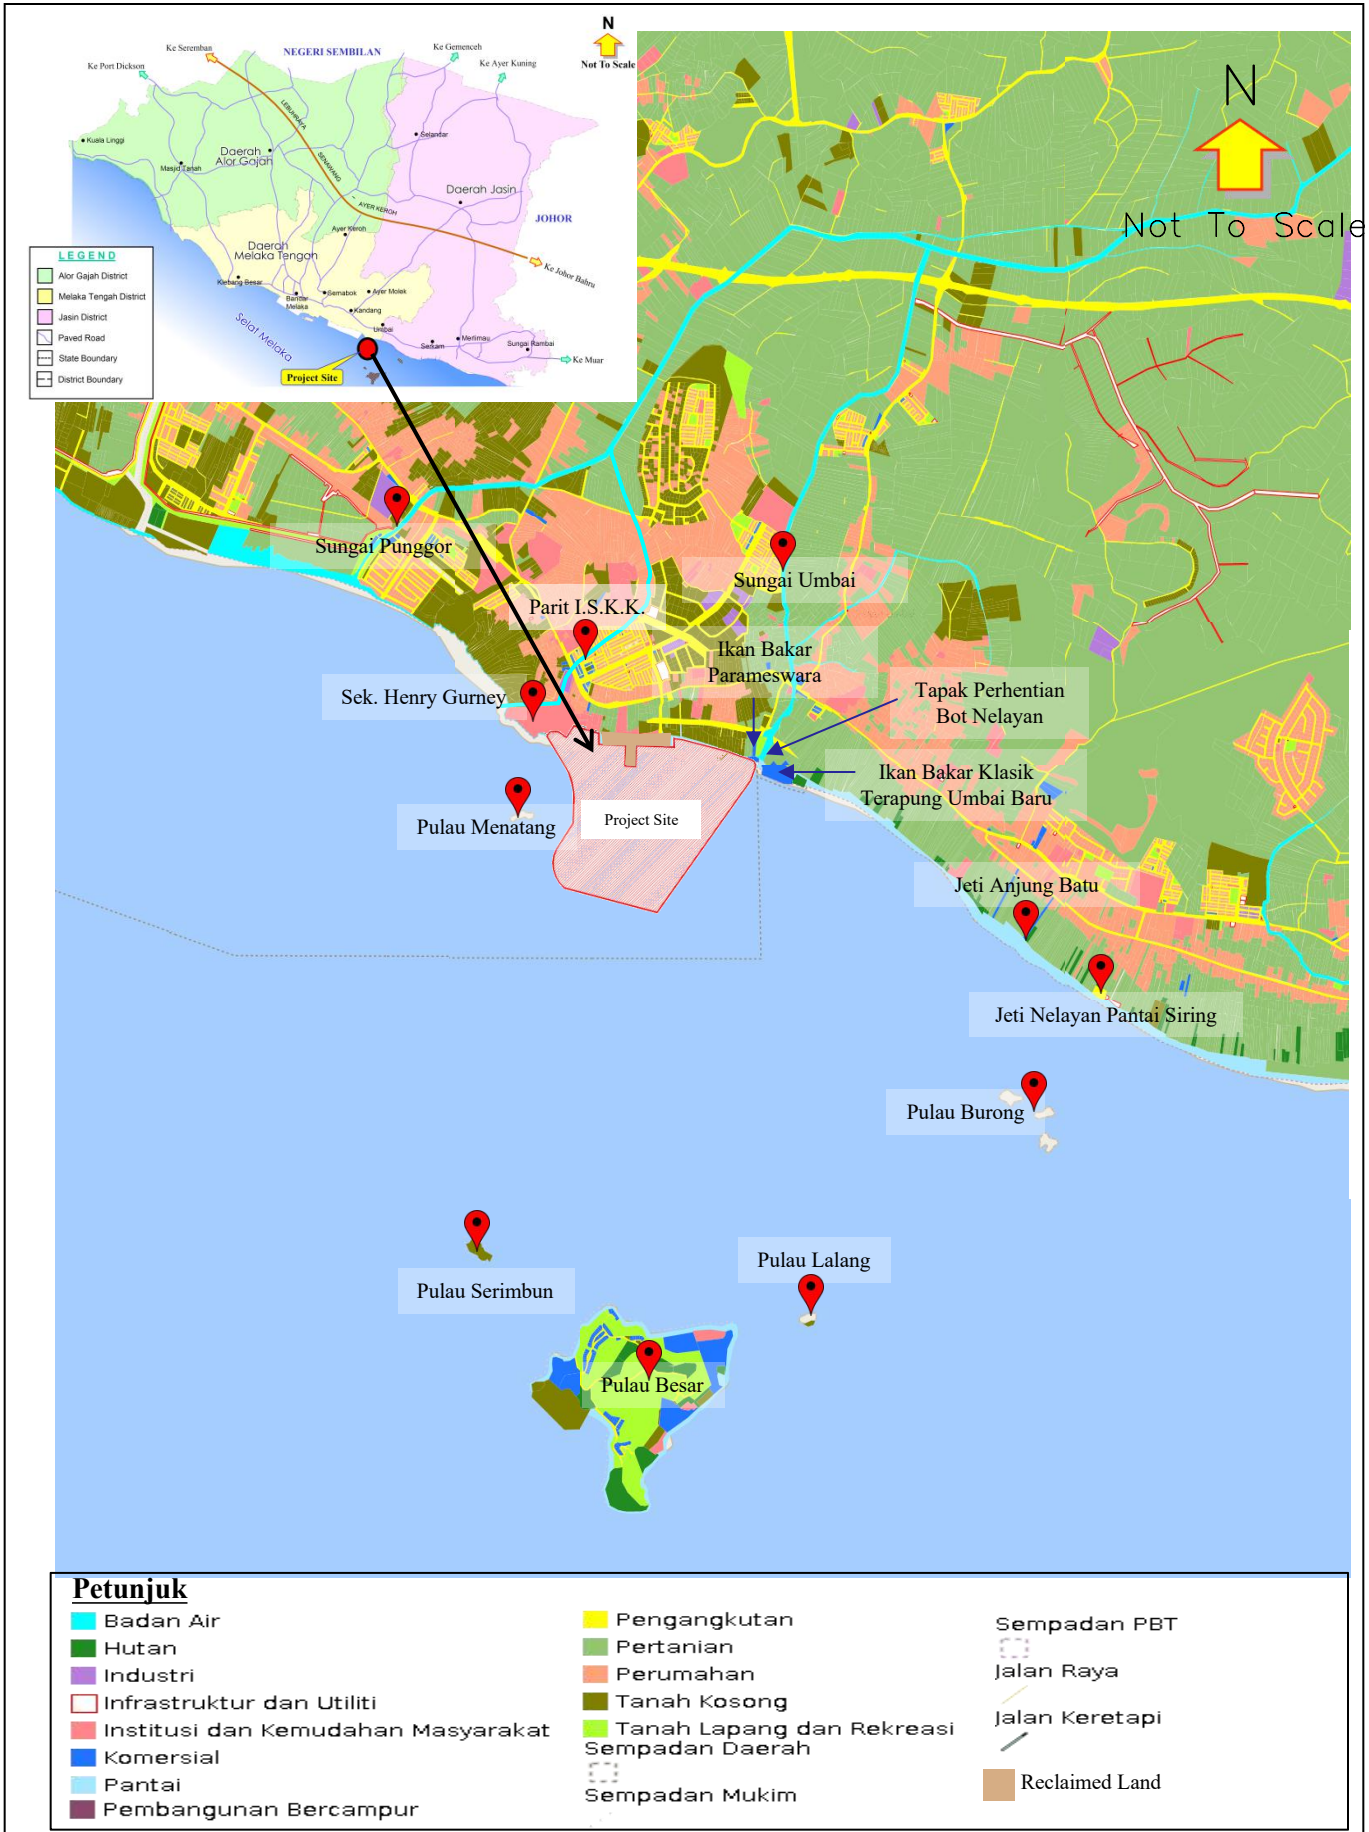 N
Not To Scale
Ke Seremban
NEGERI SEMBILAN
Ke Gemenceh
Ke Port Dickson
Ke Ayer Kuning
LEBUHRAYA
SENAWANG
-
AYER KEROH
Kuala Linggi
Masjid Tanah
Daerah
Alor Gajah
Selandar
Daerah Jasin
JOHOR
Ayer Keroh
Daerah
Melaka Tengah
Ke Johor Bahru
Klebang Besar
Bandar
Melaka
Semabok
Ayer Molek
Kandang
Umbai
Serkam
Merlimau
Sungai Rambai
Ke Muar
Selat Melaka
Project Site
LEGEND
Alor Gajah District
Melaka Tengah District
Jasin District
Paved Road
State Boundary
District Boundary
N
Not To Scale
Sungai Punggor
Sungai Umbai
Parit I.S.K.K.
Ikan Bakar
Parameswara
Sek. Henry Gurney
Tapak Perhentian
Bot Nelayan
Ikan Bakar Klasik
Terapung Umbai Baru
Pulau Menatang
Project Site
Jeti Anjung Batu
Jeti Nelayan Pantai Siring
Pulau Burong
Pulau Serimbun
Pulau Lalang
Pulau Besar
Petunjuk
Badan Air
Hutan
Industri
Infrastruktur dan Utiliti
Institusi dan Kemudahan Masyarakat
Komersial
Pantai
Pembangunan Bercampur
Pengangkutan
Pertanian
Perumahan
Tanah Kosong
Tanah Lapang dan Rekreasi
Sempadan Daerah
Sempadan Mukim
Sempadan PBT
Jalan Raya
Jalan Keretapi
Reclaimed Land